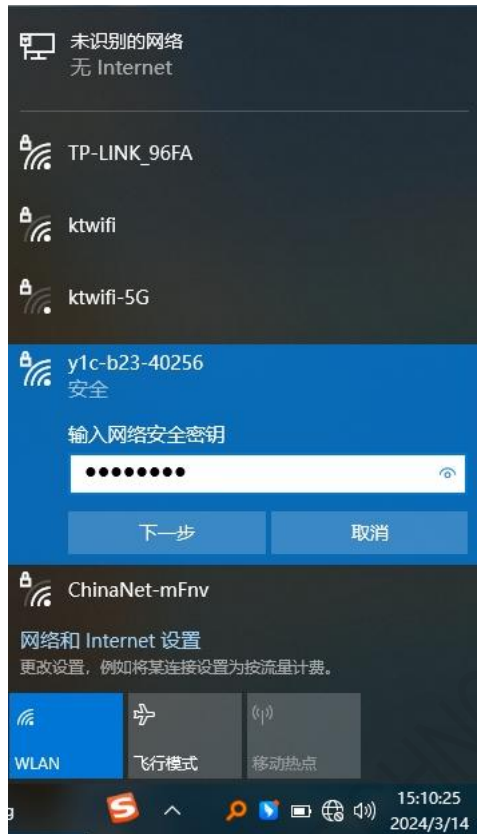 未识别的网络
无 Internet
TP-LINK_96FA
ktwifi
ktwifi-5G
y1c-b23-40256
安全
输入网络安全密钥
●●●●●●●●
下一步
取消
ChinaNet-mFnv
网络和 Internet 设置
更改设置，例如将某连接设置为按流量计费。
WLAN
飞行模式
移动热点
15:10:25
2024/3/14